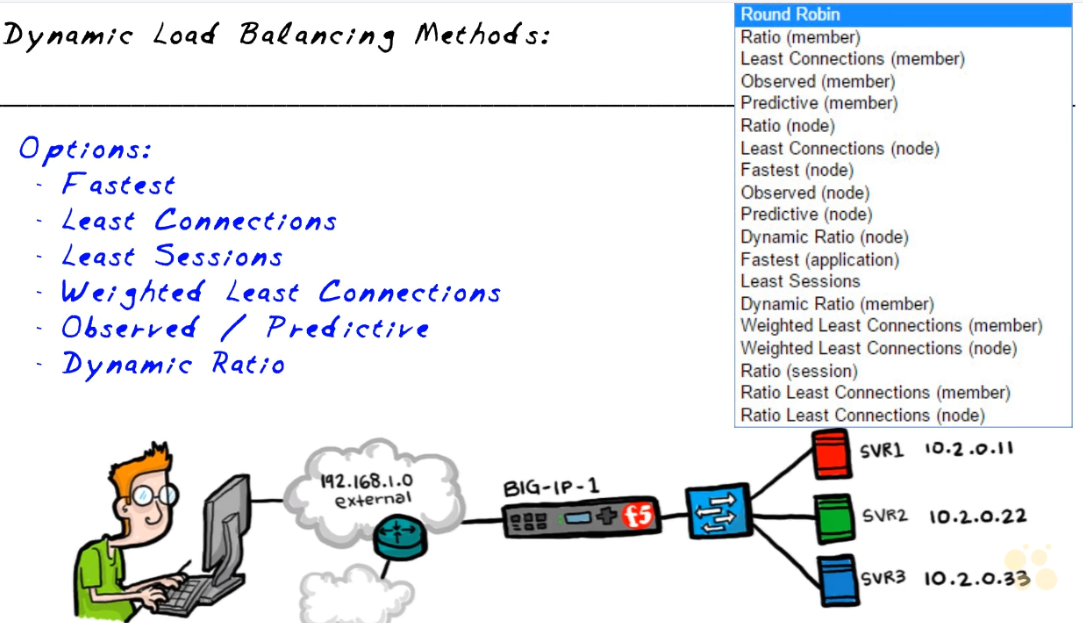 Dynamic Load Balancing Methods:
Options:
- Fastest
- Least Connections
- Least Sessions
- Weighted Least Connections
- Observed / Predictive
- Dynamic Ratio
Round Robin
Ratio (member)
Least Connections (member)
Observed (member)
Predictive (member)
Ratio (node)
Least Connections (node)
Fastest (node)
Observed (node)
Predictive (node)
Dynamic Ratio (node)
Fastest (application)
Least Sessions
Dynamic Ratio (member)
Weighted Least Connections (member)
Weighted Least Connections (node)
Ratio (session)
Ratio Least Connections (member)
Ratio Least Connections (node)
192.168.1.0
external
BIG-IP-1
f5
SVR1 10.2.0.11
SVR2 10.2.0.22
SVR3 10.2.0.33